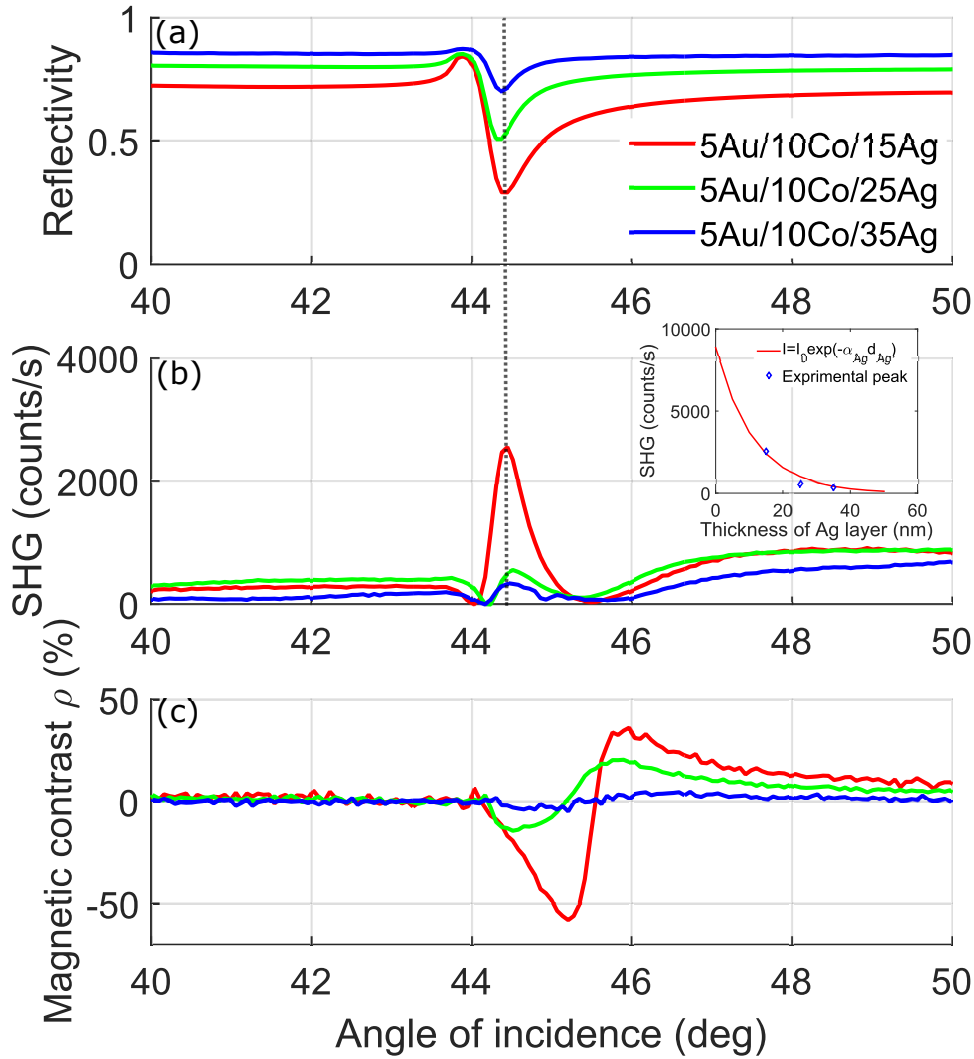 1
(a)
Reflectivity
0.5
5Au/10Co/15Ag
5Au/10Co/25Ag
5Au/10Co/35Ag
0
40 42 44 46 48 50
4000
(b)
SHG (counts/s)
2000
0
40 42 44 46 48 50
10000
I=I_0exp(-α_Ag d_Ag)
Exprimental peak
SHG (counts/s)
5000
0
0 20 40 60
Thickness of Ag layer (nm)
50
(c)
Magnetic contrast ρ (%)
0
-50
40 42 44 46 48 50
Angle of incidence (deg)